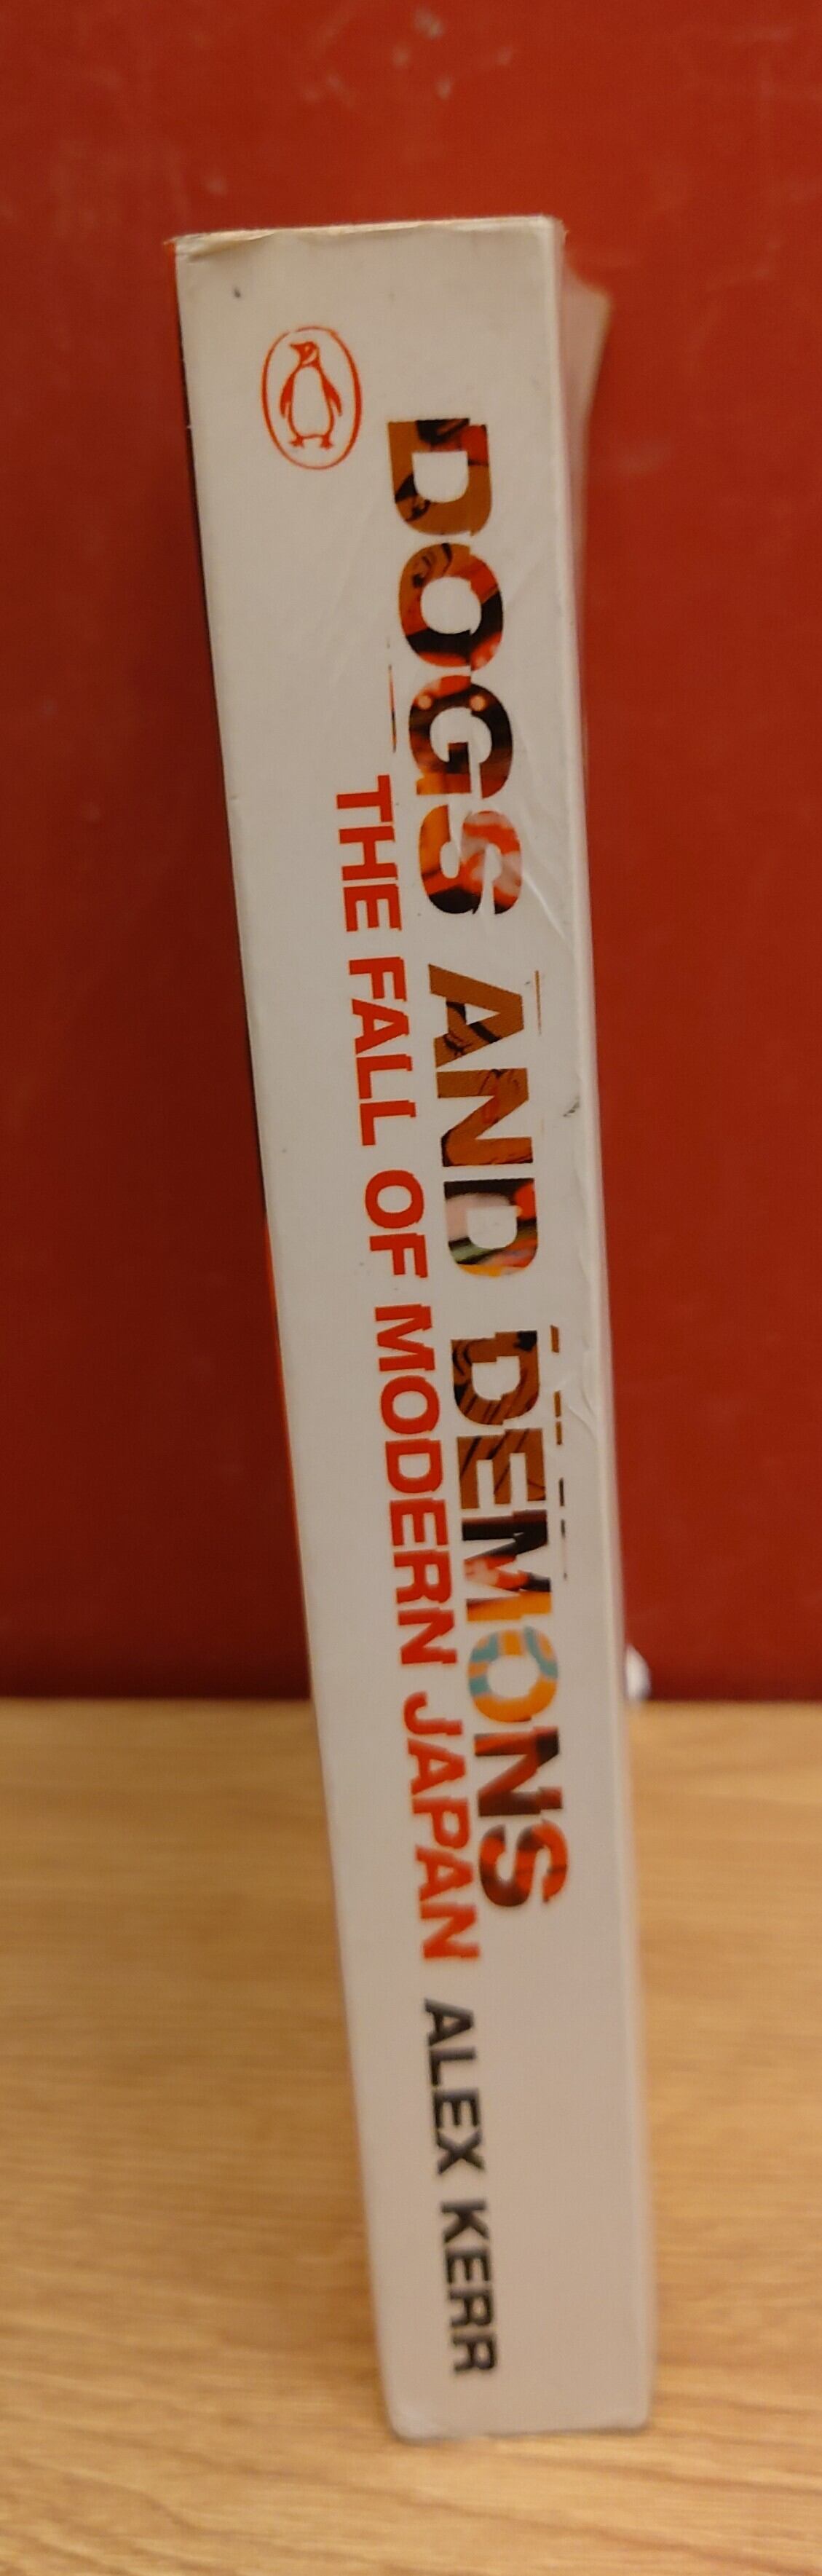 DOGS AND DEMONS
THE FALL OF MODERN JAPAN
ALEX KERR